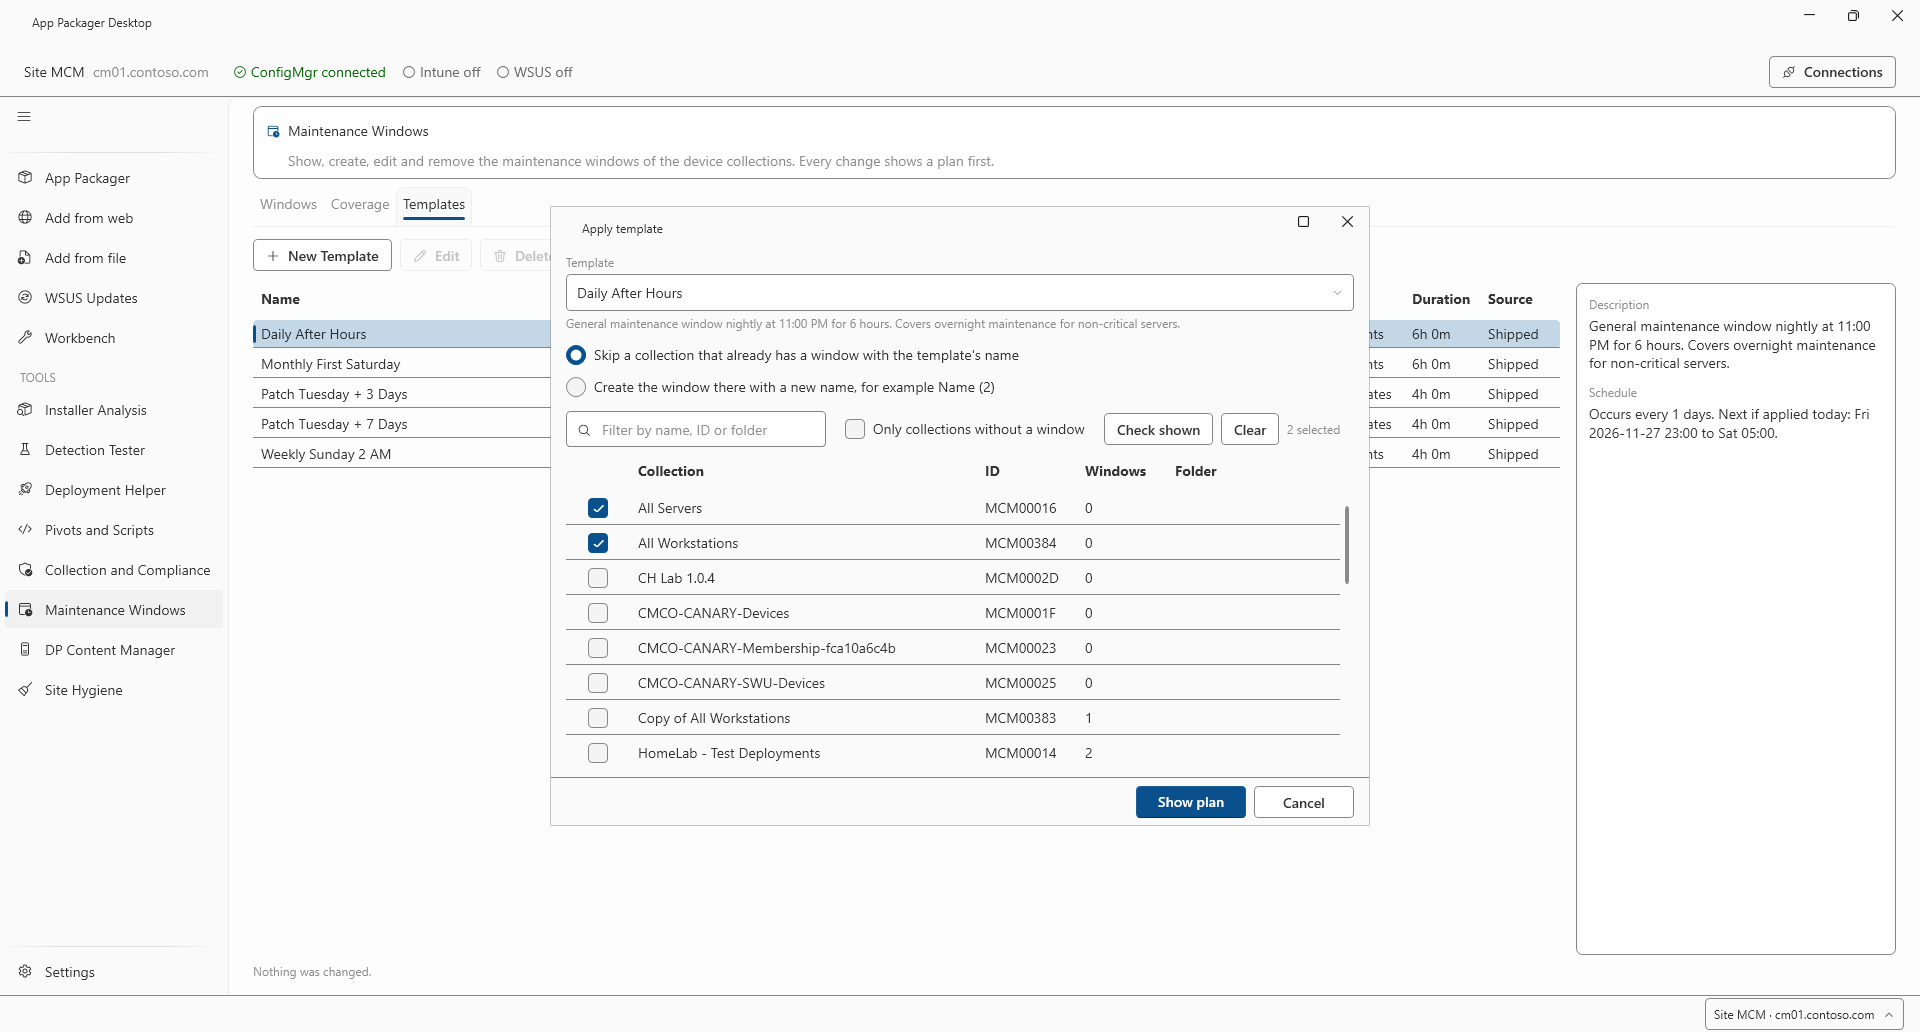 App Packager Desktop
Site MCM cm01.contoso.com ConfigMgr connected Intune off WSUS off Connections
Maintenance Windows
Show, create, edit and remove the maintenance windows of the device collections. Every change shows a plan first.
App Packager
Add from web
Add from file
WSUS Updates
Workbench
TOOLS
Installer Analysis
Detection Tester
Deployment Helper
Pivots and Scripts
Collection and Compliance
Maintenance Windows
DP Content Manager
Site Hygiene
Settings
Windows Coverage Templates
New Template Edit Delete
Name Duration Source
Daily After Hours nts 6h 0m Shipped
Monthly First Saturday nts 6h 0m Shipped
Patch Tuesday + 3 Days ates 4h 0m Shipped
Patch Tuesday + 7 Days ates 4h 0m Shipped
Weekly Sunday 2 AM nts 4h 0m Shipped
Apply template
Template
Daily After Hours
General maintenance window nightly at 11:00 PM for 6 hours. Covers overnight maintenance for non-critical servers.
Skip a collection that already has a window with the template's name
Create the window there with a new name, for example Name (2)
Filter by name, ID or folder Only collections without a window Check shown Clear 2 selected
Collection ID Windows Folder
All Servers MCM00016 0
All Workstations MCM00384 0
CH Lab 1.0.4 MCM0002D 0
CMCO-CANARY-Devices MCM0001F 0
CMCO-CANARY-Membership-fca10a6c4b MCM00023 0
CMCO-CANARY-SWU-Devices MCM00025 0
Copy of All Workstations MCM00383 1
HomeLab - Test Deployments MCM00014 2
Show plan Cancel
Description
General maintenance window nightly at 11:00
PM for 6 hours. Covers overnight maintenance
for non-critical servers.
Schedule
Occurs every 1 days. Next if applied today: Fri
2026-11-27 23:00 to Sat 05:00.
Nothing was changed.
Site MCM · cm01.contoso.com